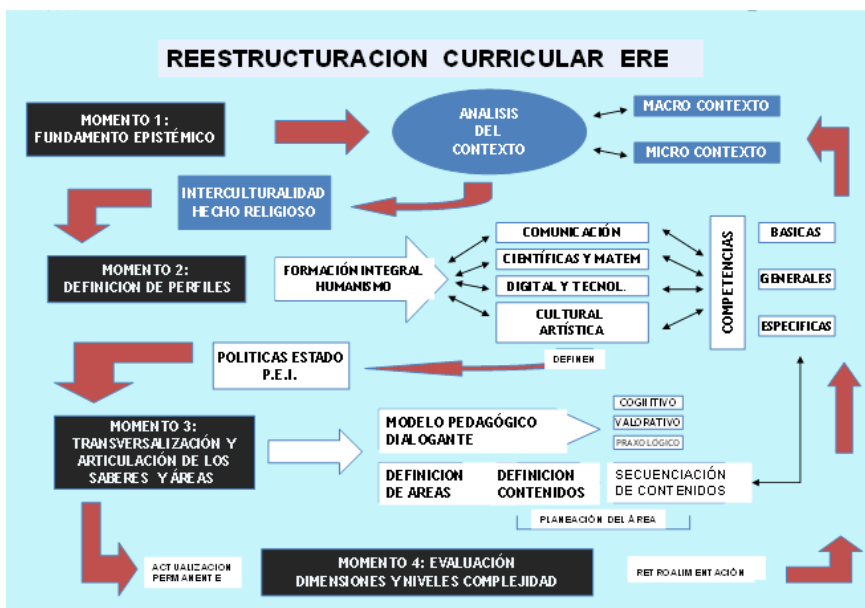 REESTRUCTURACION CURRICULAR ERE
MOMENTO 1:
FUNDAMENTO EPISTÉMICO
ANALISIS
DEL
CONTEXTO
MACRO CONTEXTO
MICRO CONTEXTO
INTERCULTURALIDAD
HECHO RELIGIOSO
MOMENTO 2:
DEFINICION DE PERFILES
FORMACIÓN INTEGRAL
HUMANISMO
COMUNICACIÓN
CIENTÍFICAS Y MATEM
DIGITAL Y TECNOL.
CULTURAL
ARTÍSTICA
COMPETENCIAS
BASICAS
GENERALES
ESPECIFICAS
POLITICAS ESTADO
P.E.I.
DEFINEN
MOMENTO 3:
TRANSVERSALIZACIÓN Y
ARTICULACIÓN DE LOS
SABERES Y ÁREAS
MODELO PEDAGÓGICO
DIALOGANTE
COGNITIVO
VALORATIVO
PRAXOLÓGICO
DEFINICION
DE AREAS
DEFINICION
CONTENIDOS
SECUENCIACIÓN
DE CONTENIDOS
PLANEACIÓN DEL ÁREA
ACTUALIZACION
PERMANENTE
MOMENTO 4: EVALUACIÓN
DIMENSIONES Y NIVELES COMPLEJIDAD
RETROALIMENTACIÓN